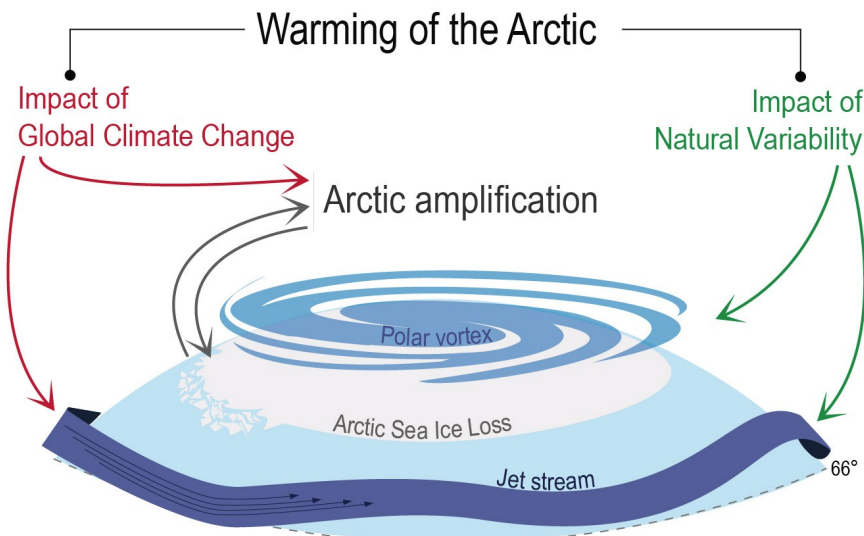 Warming of the Arctic
Impact of
Global Climate Change
Impact of
Natural Variability
Arctic amplification
Polar vortex
Arctic Sea Ice Loss
Jet stream
66°